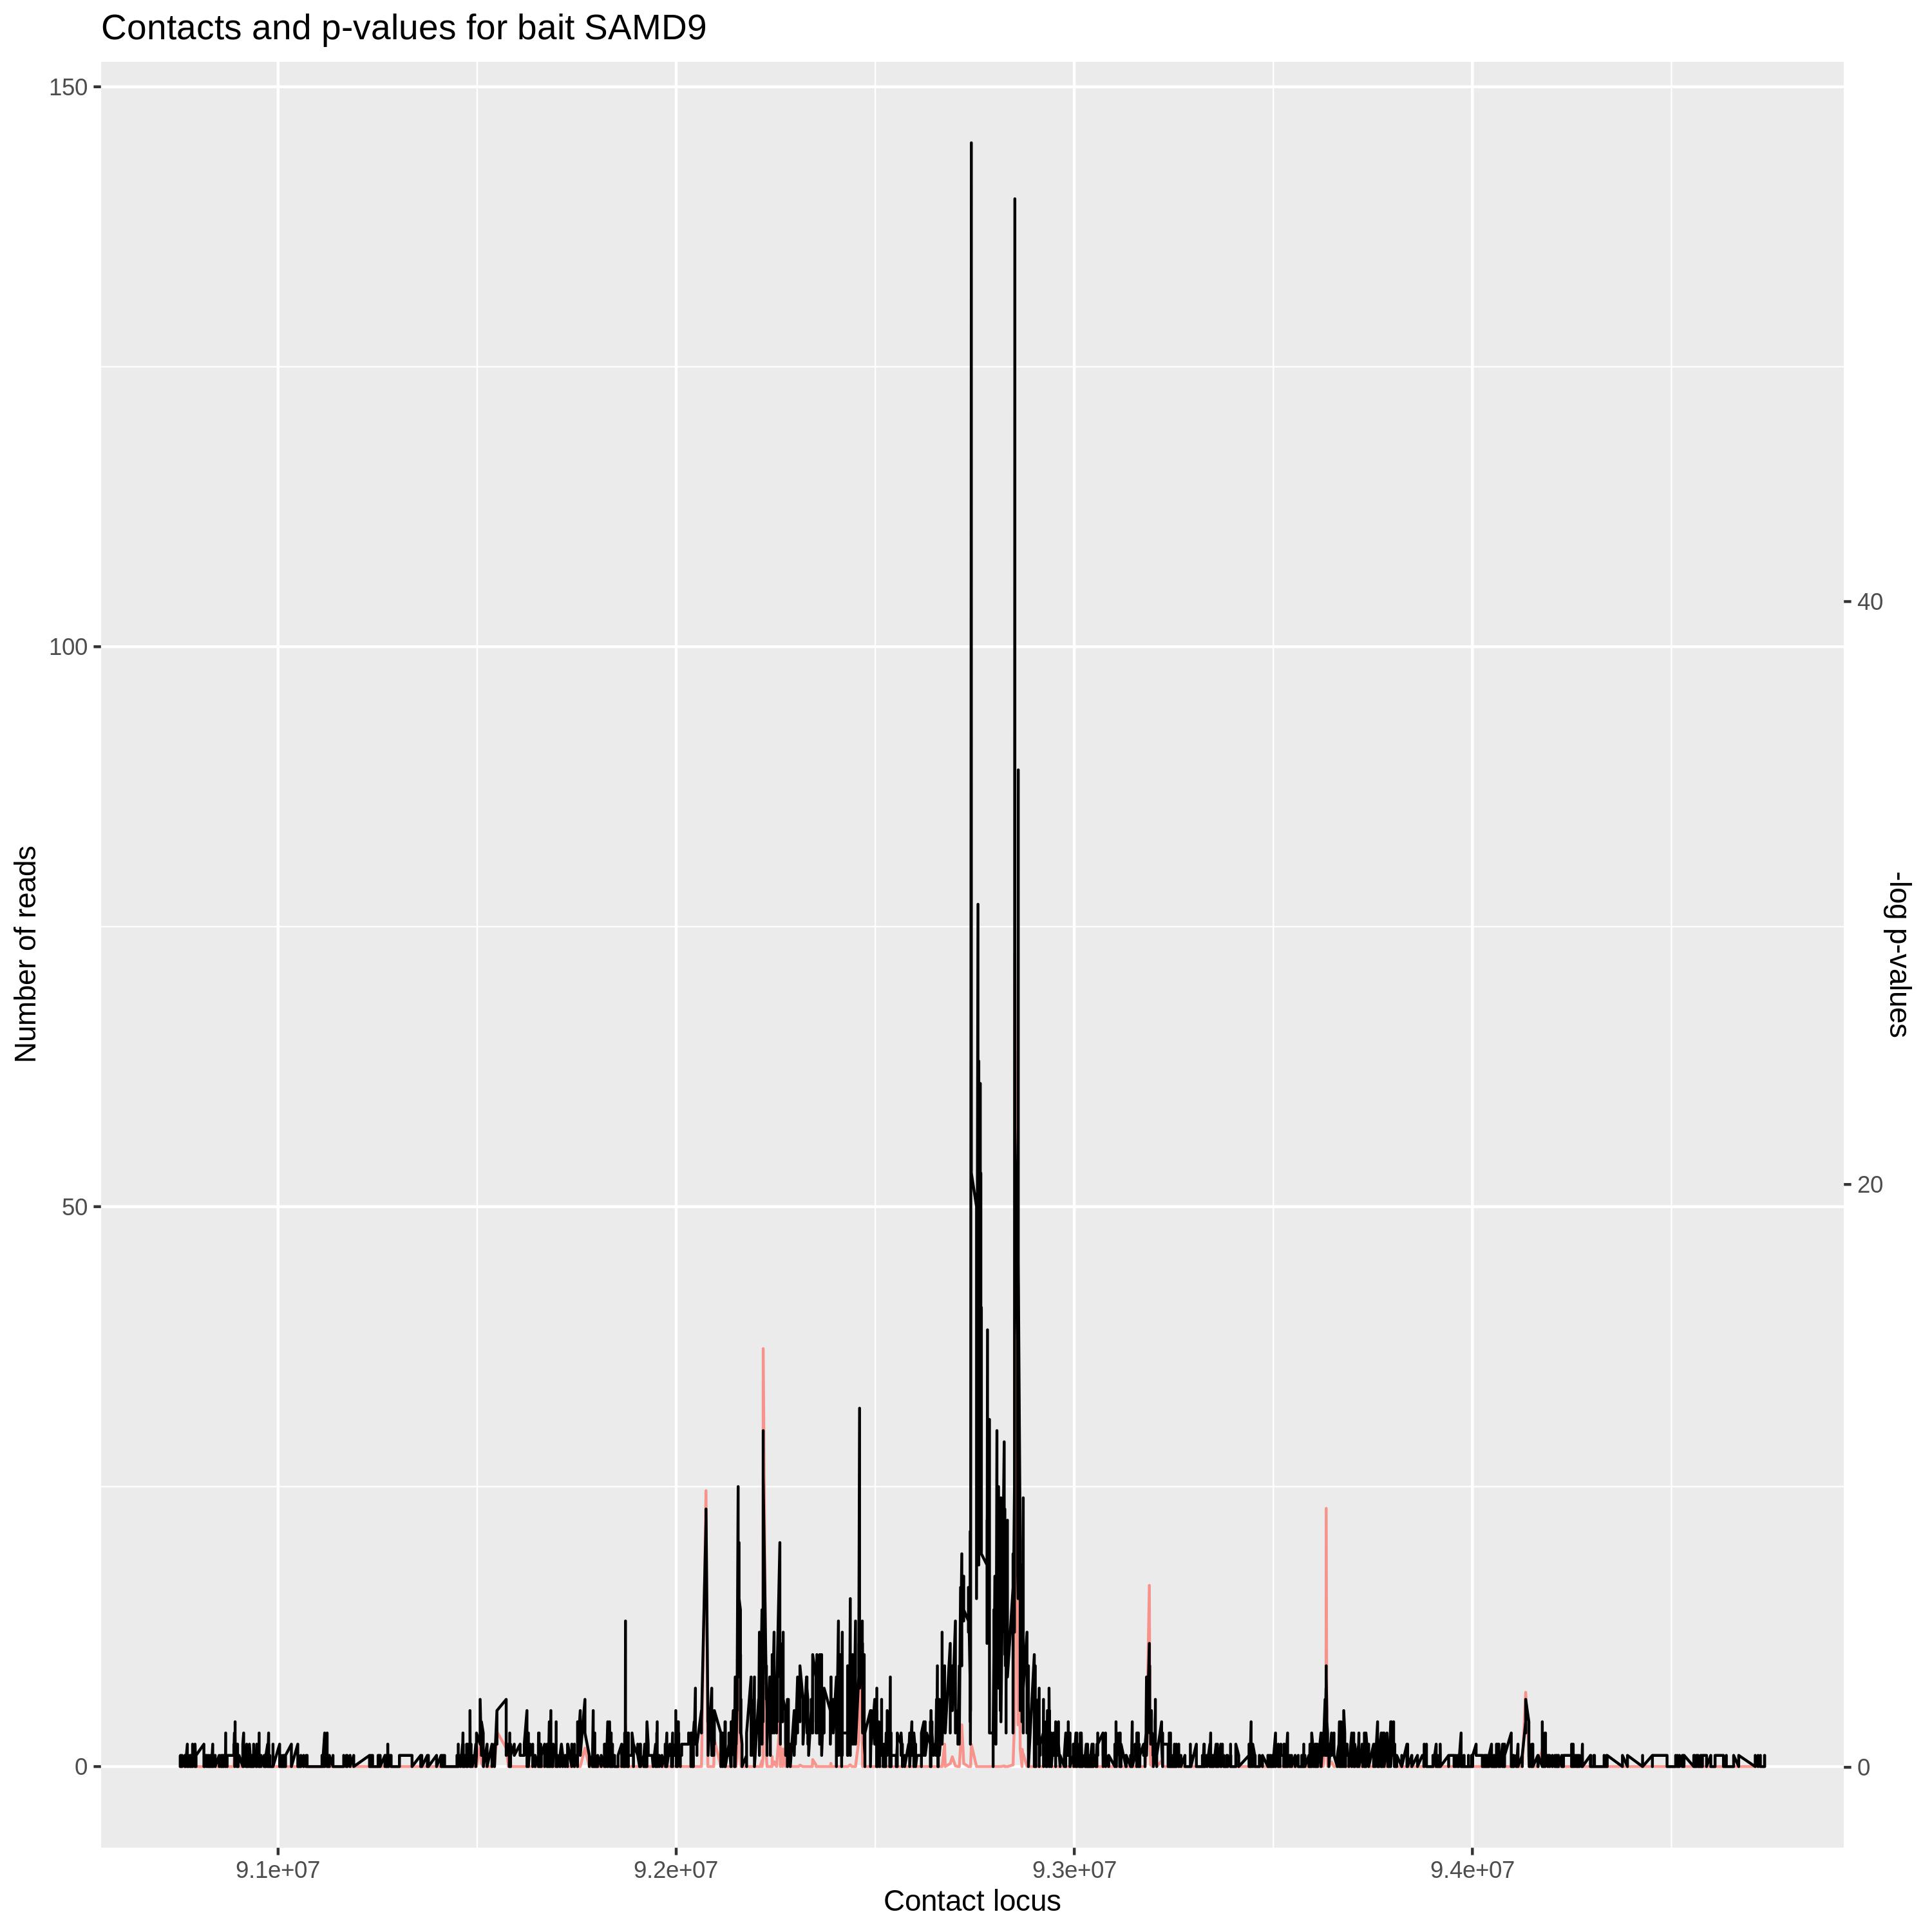 Contacts and p-values for bait SAMD9
150
100
50
0
Number of reads
40
20
0
-log p-values
9.1e+07 9.2e+07 9.3e+07 9.4e+07
Contact locus